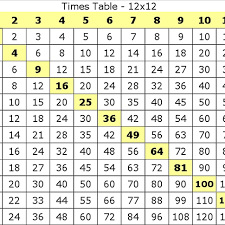 Times Table - 12x12
2 3 4 5 6 7 8 9 10
2 3 4 5 6 7 8 9 10
4 6 8 10 12 14 16 18 20
6 9 12 15 18 21 24 27 30
8 12 16 20 24 28 32 36 40
10 15 20 25 30 35 40 45 50
12 18 24 30 36 42 48 54 60
14 21 28 35 42 49 56 63 70
16 24 32 40 48 56 64 72 80
18 27 36 45 54 63 72 81 90
20 30 40 50 60 70 80 90 100
22 33 44 55 66 77 88 99 110
24 36 48 60 72 84 96 108 120